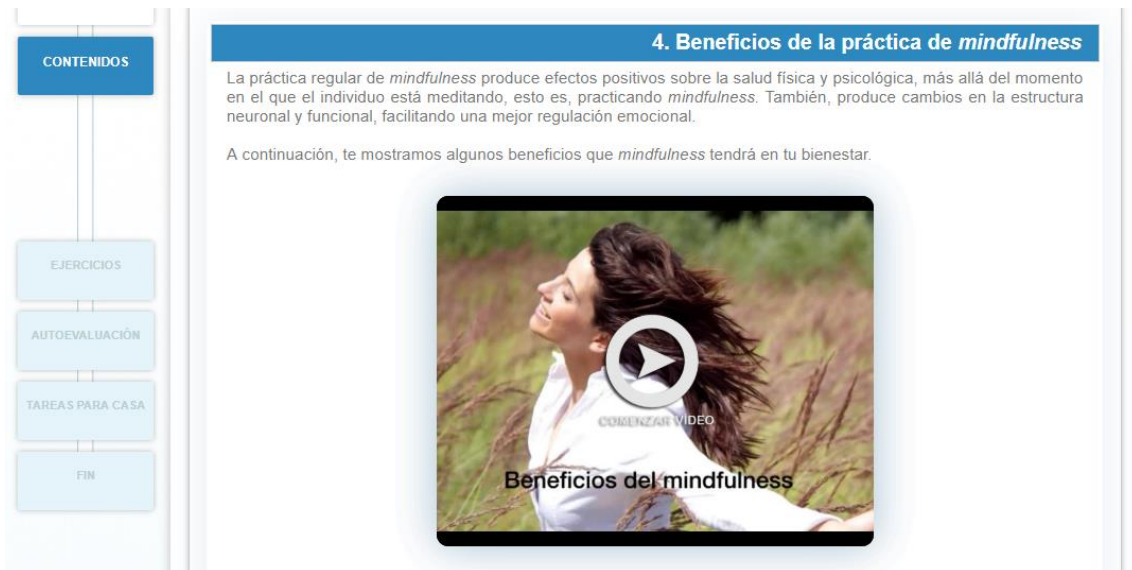 CONTENIDOS
EJERCICIOS
AUTOEVALUACIÓN
TAREAS PARA CASA
FIN
4. Beneficios de la práctica de mindfulness
La práctica regular de mindfulness produce efectos positivos sobre la salud física y psicológica, más allá del momento
en el que el individuo está meditando, esto es, practicando mindfulness. También, produce cambios en la estructura
neuronal y funcional, facilitando una mejor regulación emocional.
A continuación, te mostramos algunos beneficios que mindfulness tendrá en tu bienestar.
COMENZAR VÍDEO
Beneficios del mindfulness